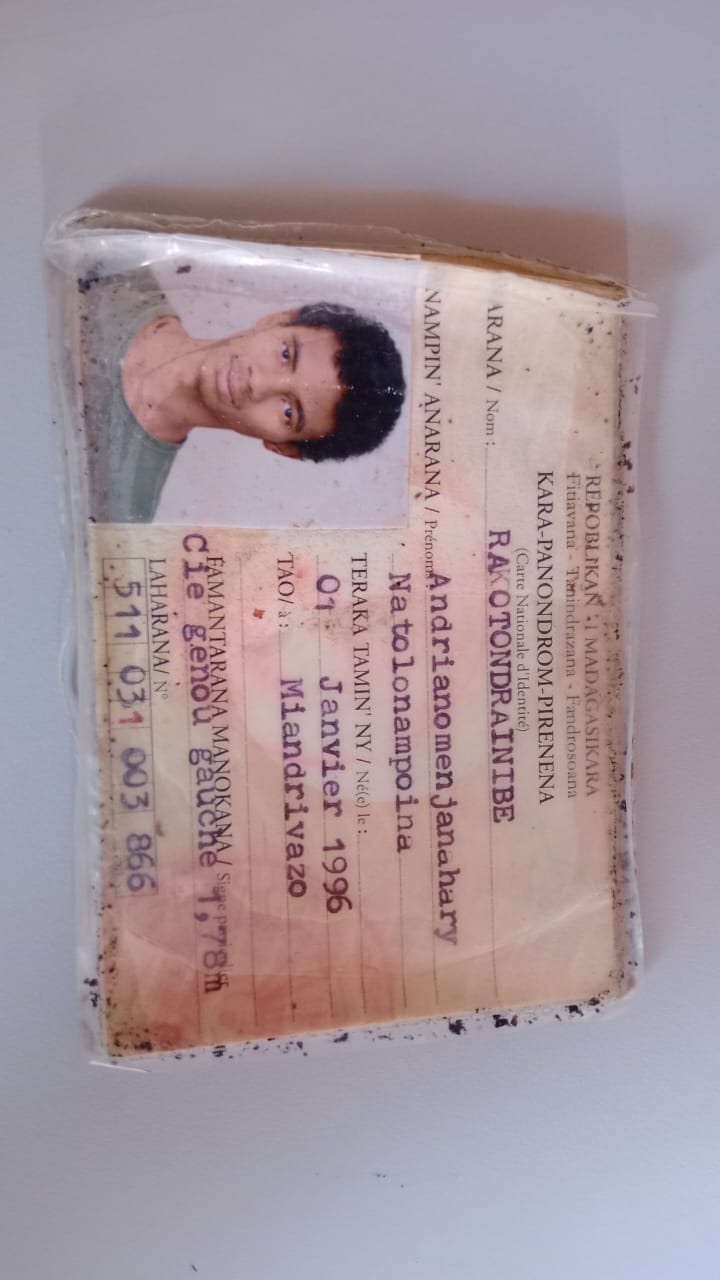 REPOBLIKAN'I MADAGASIKARA
Fitiavana - Tanindrazana - Fandrosoana
KARA-PANONDROM-PIRENENA
(Carte Nationale d'Identité)
ARANA / Nom : RAKOTONDRAINIBE
NAMPIN' ANARANA / Prénoms Andrianomenjanahary
Natolonampoina
TERAKA TAMIN' NY / Né(e) le :
01 Janvier 1996
TAO/ à : Miandrivazo
FAMANTARANA MANOKANA / Signe particulier
Cie genou gauche 1,78m
LAHARANA/ N°
511 031 003 866